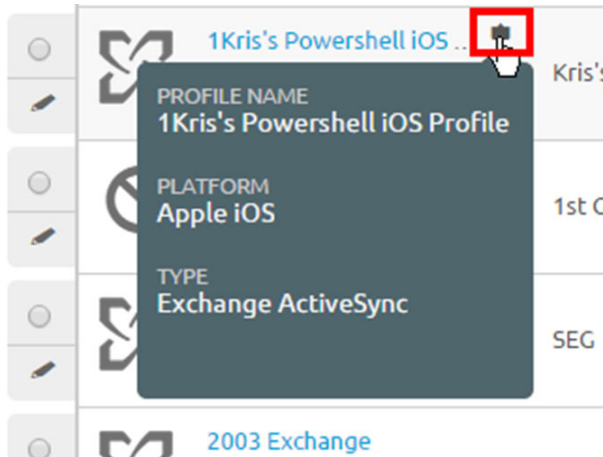 1Kris's Powershell iOS ...
Kris's
PROFILE NAME
1Kris's Powershell iOS Profile
PLATFORM
Apple iOS
1st
TYPE
Exchange ActiveSync
SEG
2003 Exchange